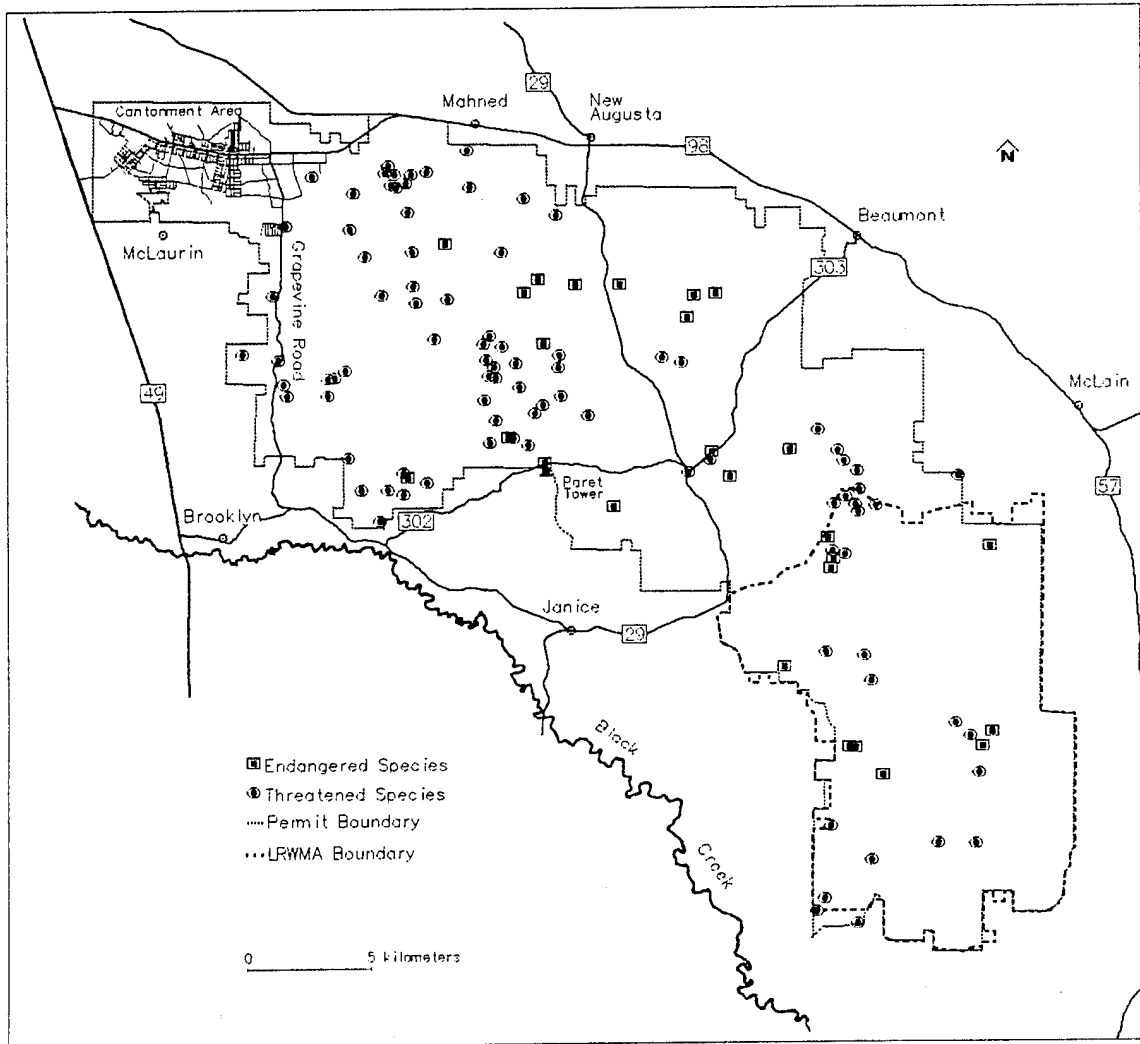 29
Mahned
New
Augusta
Cantonment Area
98
N
Beaumont
McLaurin
Grapevine Road
303
49
McLain
57
Paret
Tower
302
Brooklyn
Janice
29
Black
Creek
Endangered Species
Threatened Species
Permit Boundary
LRWMA Boundary
0 5 kilometers